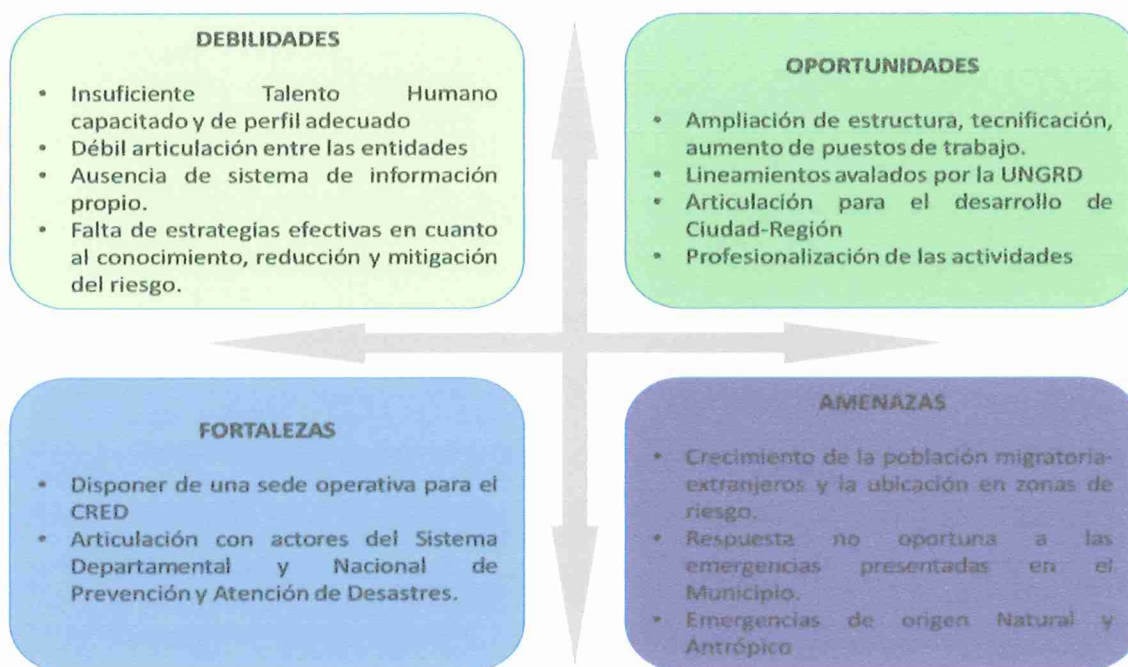 DEBILIDADES
• Insuficiente Talento Humano
capacitado y de perfil adecuado
• Débil articulación entre las entidades
• Ausencia de sistema de información
propio.
• Falta de estrategias efectivas en cuanto
al conocimiento, reducción y mitigación
del riesgo.
OPORTUNIDADES
• Ampliación de estructura, tecnificación,
aumento de puestos de trabajo.
• Lineamientos avalados por la UNGRD
• Articulación para el desarrollo de
Ciudad-Región
• Profesionalización de las actividades
FORTALEZAS
• Disponer de una sede operativa para el
CRED
• Articulación con actores del Sistema
Departamental y Nacional de
Prevención y Atención de Desastres.
AMENAZAS
• Crecimiento de la población migratoria-
extranjeros y la ubicación en zonas de
riesgo.
• Respuesta no oportuna a las
emergencias presentadas en el
Municipio.
• Emergencias de origen Natural y
Antrópico